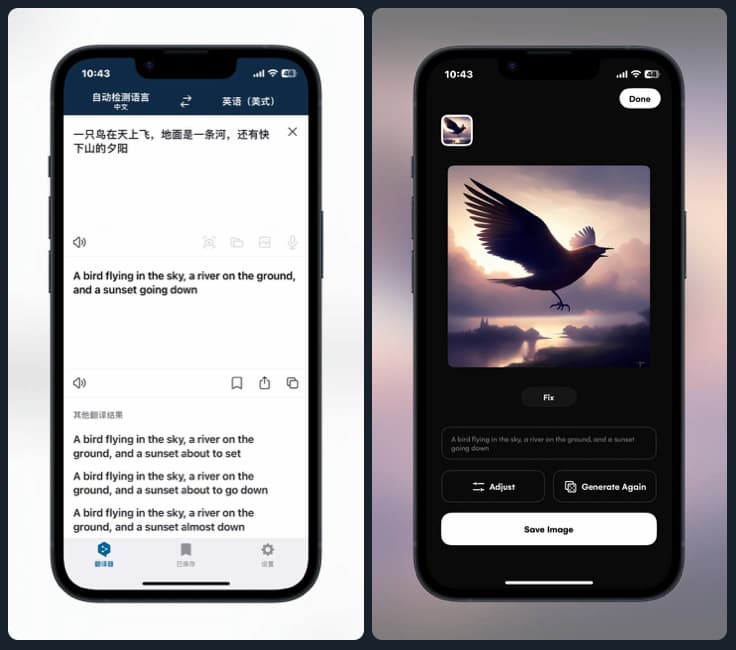 10:43
48
自动检测语言
中文
英语（美式）
一只鸟在天上飞，地面是一条河，还有快
下山的夕阳
A bird flying in the sky, a river on the ground,
and a sunset going down
其他翻译结果
A bird flying in the sky, a river on the
ground, and a sunset about to set
A bird flying in the sky, a river on the
ground, and a sunset about to go down
A bird flying in the sky, a river on the
ground, and a sunset almost down
翻译器
已保存
设置
10:43
48
Done
Fix
A bird flying in the sky, a river on the ground, and a sunset
going down
Adjust
Generate Again
Save Image